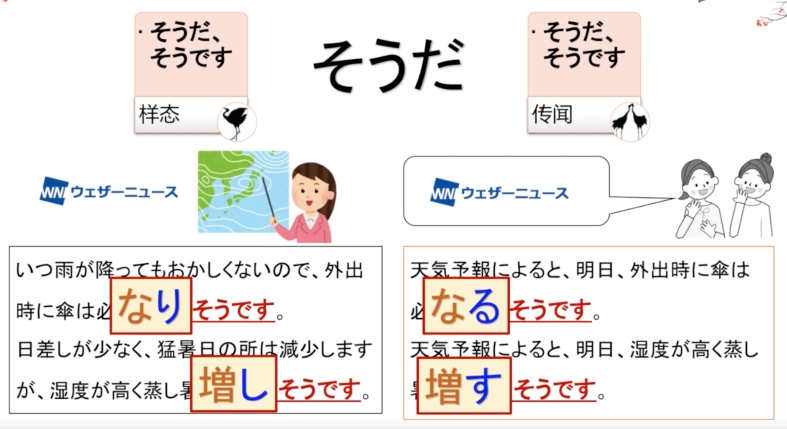 そうだ
・そうだ、
そうです
样态
・そうだ、
そうです
传闻
WNI ウェザーニュース
WNI ウェザーニュース
いつ雨が降ってもおかしくないので、外出
時に傘は必 なり そうです。
日差しが少なく、猛暑日の所は減少します
が、湿度が高く蒸し暑 増し そうです。
天気予報によると、明日、外出時に傘は
必 なる そうです。
天気予報によると、明日、湿度が高く蒸し
暑 増す そうです。